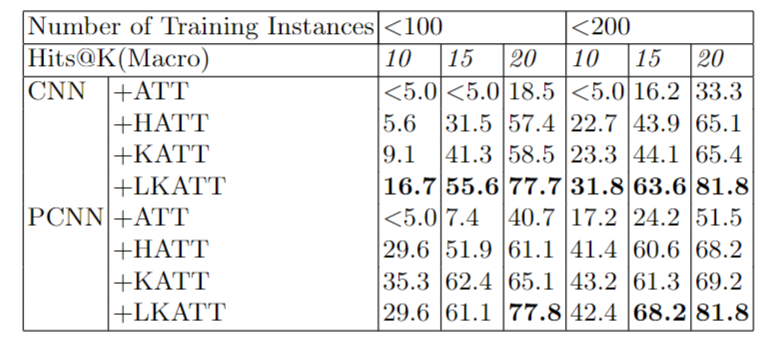 Number of Training Instances <100 <200
Hits@K(Macro) 10 15 20 10 15 20
CNN +ATT <5.0 <5.0 18.5 <5.0 16.2 33.3
+HATT 5.6 31.5 57.4 22.7 43.9 65.1
+KATT 9.1 41.3 58.5 23.3 44.1 65.4
+LKATT 16.7 55.6 77.7 31.8 63.6 81.8
PCNN +ATT <5.0 7.4 40.7 17.2 24.2 51.5
+HATT 29.6 51.9 61.1 41.4 60.6 68.2
+KATT 35.3 62.4 65.1 43.2 61.3 69.2
+LKATT 29.6 61.1 77.8 42.4 68.2 81.8